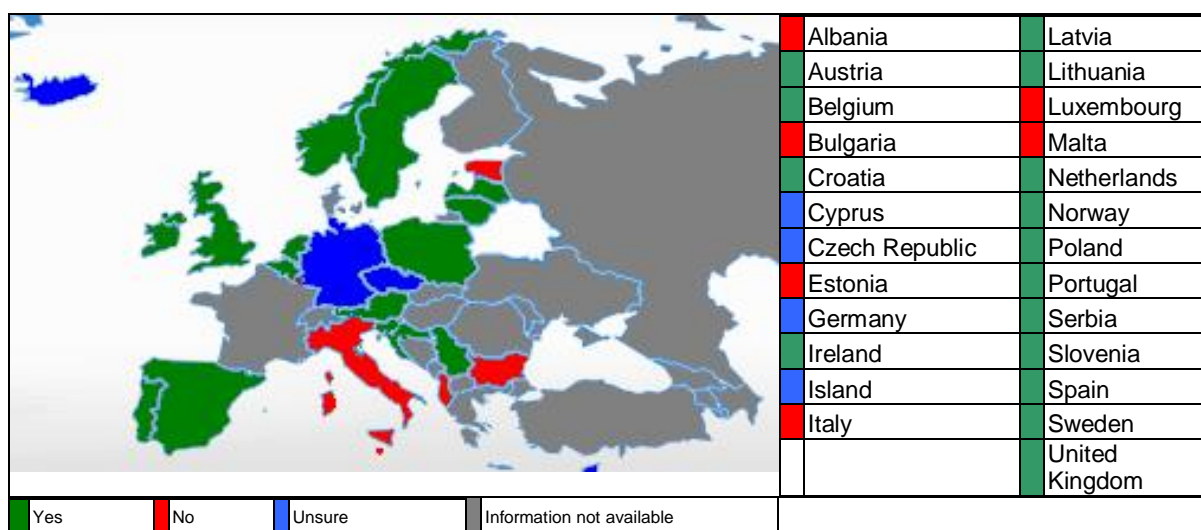 Albania Latvia
Austria Lithuania
Belgium Luxembourg
Bulgaria Malta
Croatia Netherlands
Cyprus Norway
Czech Republic Poland
Estonia Portugal
Germany Serbia
Ireland Slovenia
Island Spain
Italy Sweden
United
Kingdom
Yes No Unsure Information not available